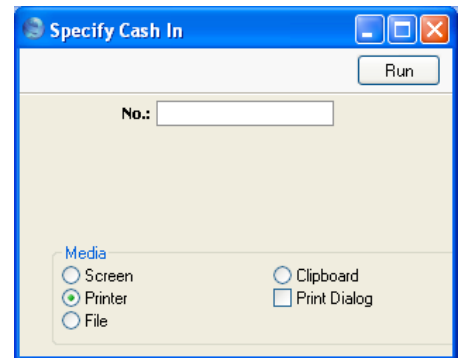 Specify Cash In
Run
No.:
Media
Screen
Clipboard
Printer
Print Dialog
File